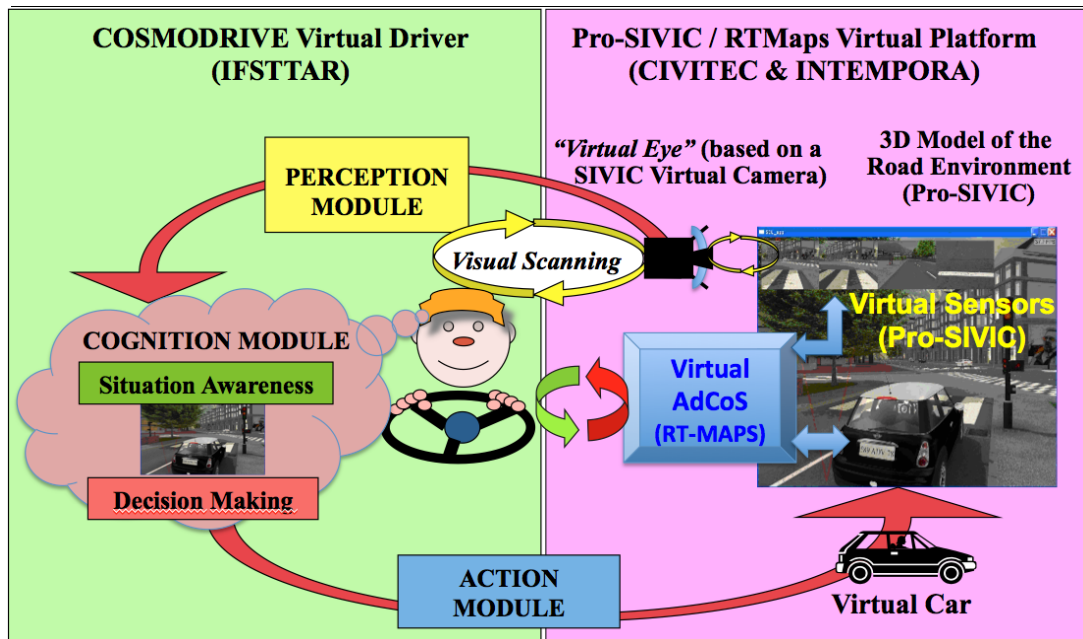 COSMODRIVE Virtual Driver
(IFSTTAR)
Pro-SIVIC / RTMaps Virtual Platform
(CIVITEC & INTEMPORA)
PERCEPTION
MODULE
“Virtual Eye” (based on a
SIVIC Virtual Camera)
3D Model of the
Road Environment
(Pro-SIVIC)
Visual Scanning
Virtual Sensors
(Pro-SIVIC)
COGNITION MODULE
Situation Awareness
Decision Making
Virtual
AdCoS
(RT-MAPS)
ACTION
MODULE
Virtual Car